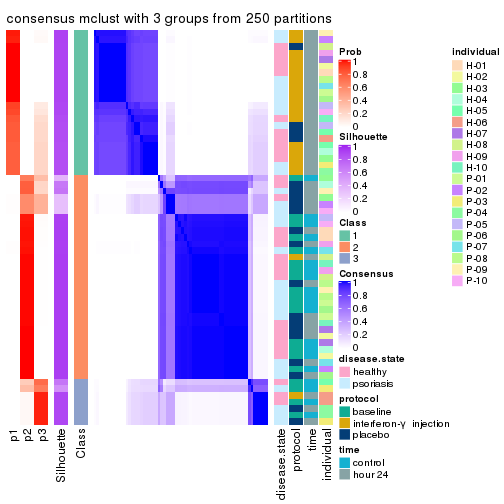 consensus mclust with 3 groups from 250 partitions
Prob
1
0.8
0.6
0.4
0.2
0
Silhouette
1
0.8
0.6
0.4
0.2
0
Class
1
2
3
Consensus
1
0.8
0.6
0.4
0.2
0
disease.state
healthy
psoriasis
protocol
baseline
interferon-γ injection
placebo
time
control
hour 24
individual
H-01
H-02
H-03
H-04
H-05
H-06
H-07
H-08
H-09
H-10
P-01
P-02
P-03
P-04
P-05
P-06
P-07
P-08
P-09
P-10
p1
p2
p3
Silhouette
Class
disease.state
protocol
time
individual